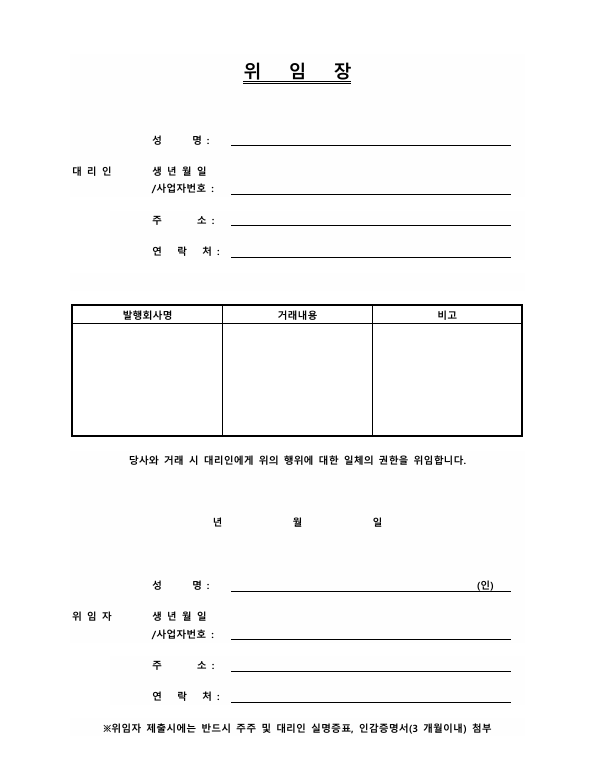 위 임 장
성 명 :
대 리 인 생 년 월 일
/사업자번호 :
주 소 :
연 락 처 :
발행회사명 거래내용 비고
당사와 거래 시 대리인에게 위의 행위에 대한 일체의 권한을 위임합니다.
년 월 일
성 명 : (인)
위 임 자 생 년 월 일
/사업자번호 :
주 소 :
연 락 처 :
※위임자 제출시에는 반드시 주주 및 대리인 실명증표, 인감증명서(3 개월이내) 첨부